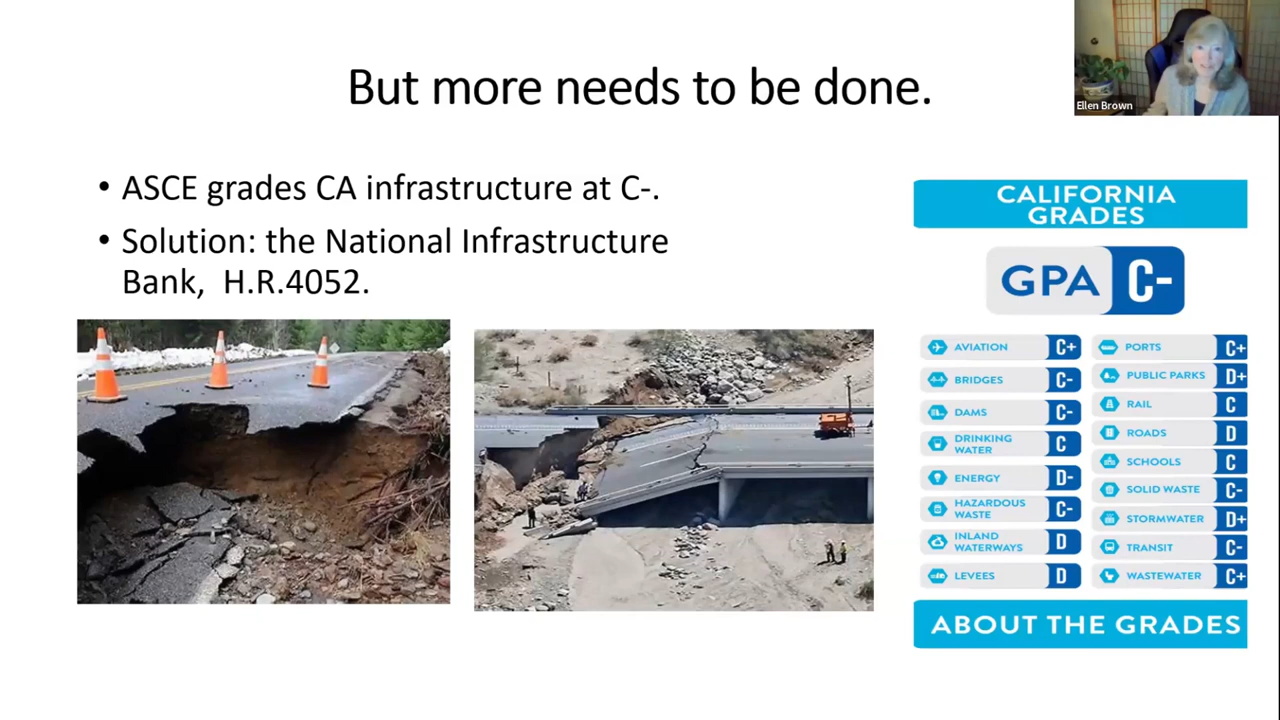 But more needs to be done.
Ellen Brown
• ASCE grades CA infrastructure at C-.
• Solution: the National Infrastructure
Bank, H.R.4052.
CALIFORNIA
GRADES
GPA C-
AVIATION C+
BRIDGES C-
DAMS C-
DRINKING
WATER C
ENERGY D-
HAZARDOUS
WASTE C-
INLAND
WATERWAYS D
LEVEES D
PORTS C+
PUBLIC PARKS D+
RAIL C
ROADS D
SCHOOLS C
SOLID WASTE C-
STORMWATER D+
TRANSIT C-
WASTEWATER C+
ABOUT THE GRADES